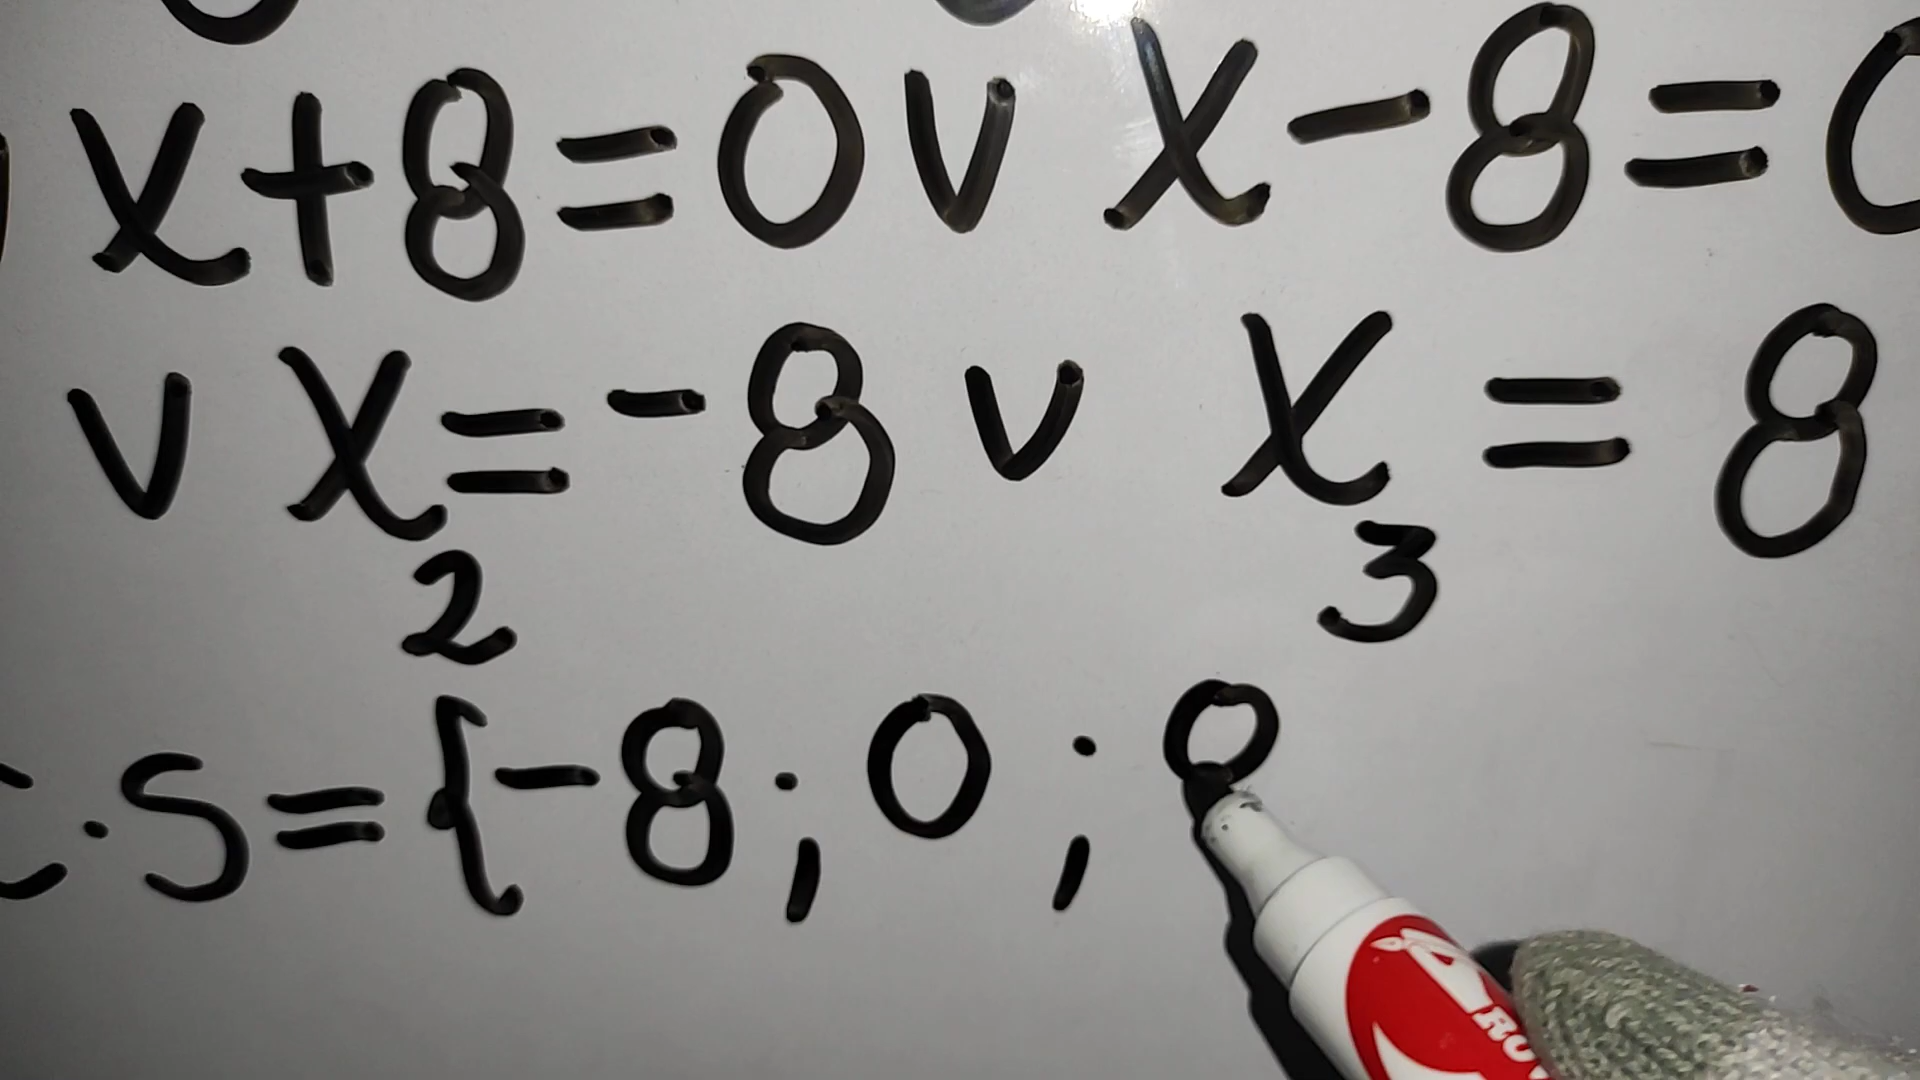 x+8=0 v x-8=0
v x₂=-8 v x₃=8
C.S={-8;0;8